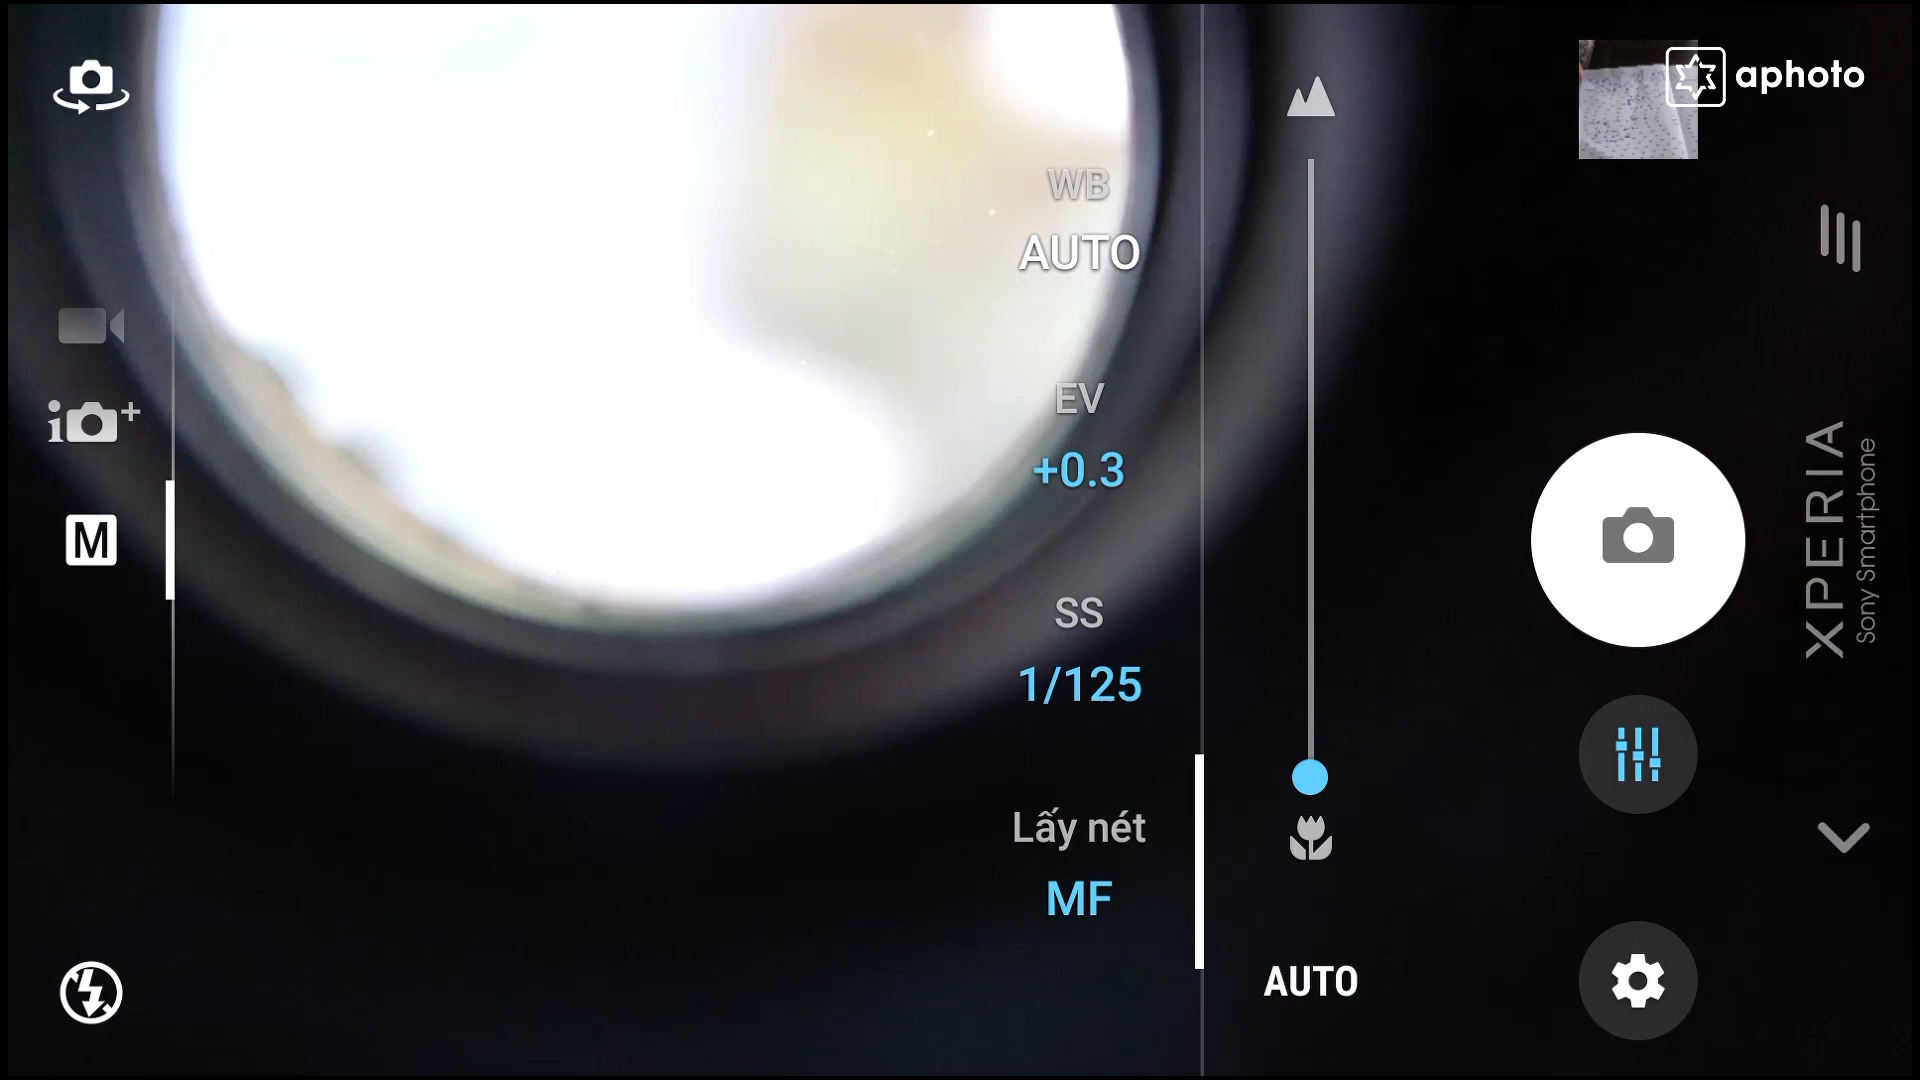 aphoto
WB
AUTO
EV
+0.3
SS
1/125
Lấy nét
MF
AUTO
i
+
M
XPERIA
Sony Smartphone